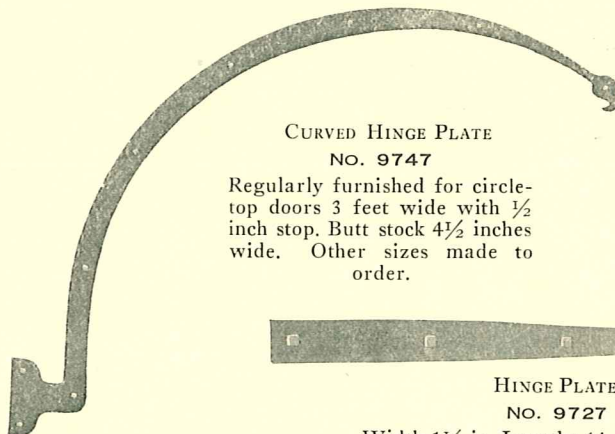 CURVED HINGE PLATE
NO. 9747
Regularly furnished for circle-
top doors 3 feet wide with ½
inch stop. Butt stock 4½ inches
wide. Other sizes made to
order.
HINGE PLATE
NO. 9727